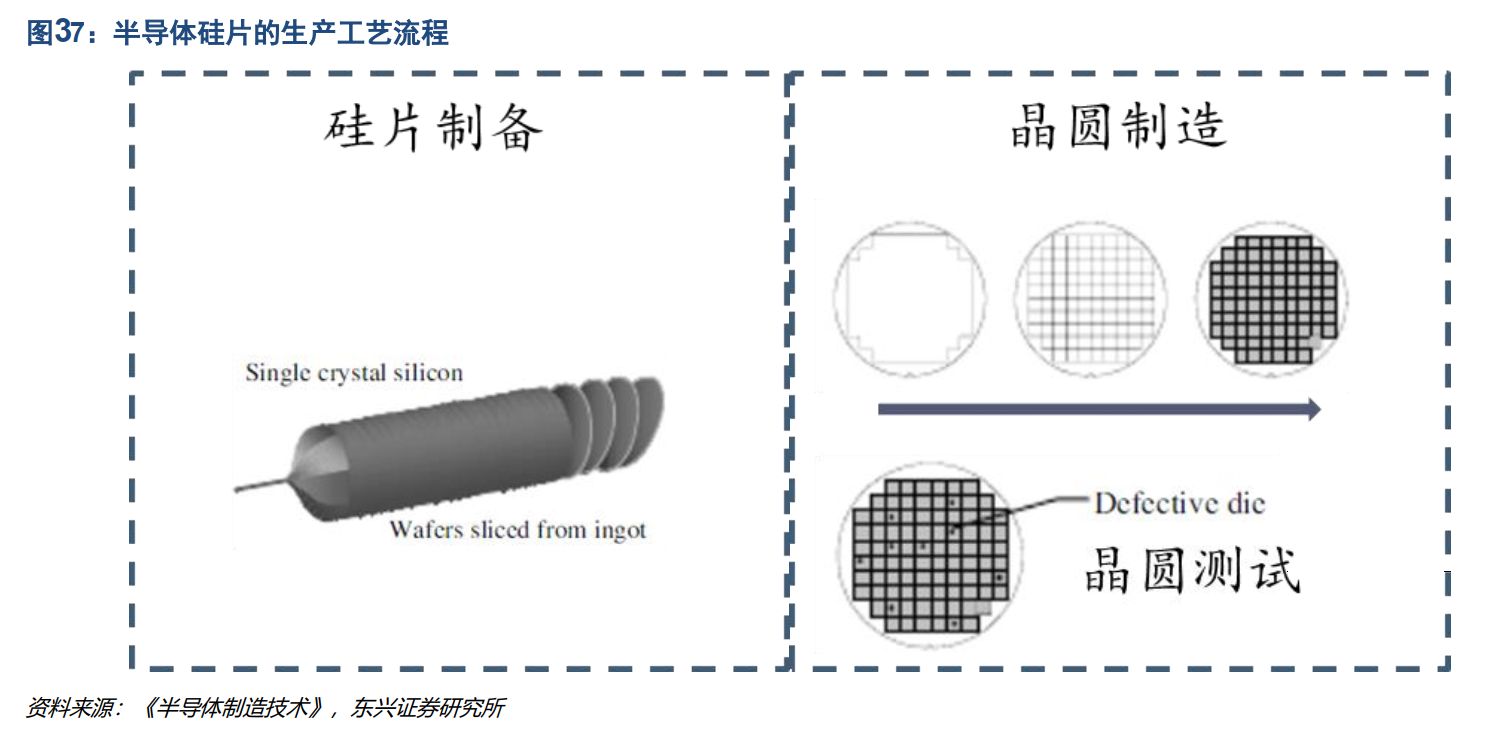 图37：半导体硅片的生产工艺流程
硅片制备
Single crystal silicon
Wafers sliced from ingot
晶圆制造
Defective die
晶圆测试
资料来源：《半导体制造技术》，东兴证券研究所